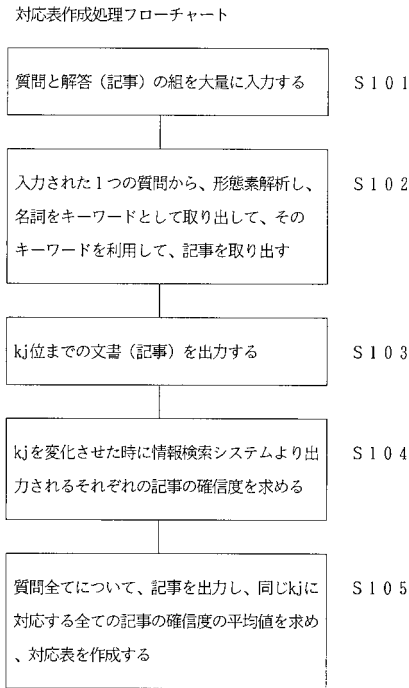 対応表作成処理フローチャート
質問と解答（記事）の組を大量に入力する
Ｓ１０１
入力された１つの質問から、形態素解析し、
名詞をキーワードとして取り出して、その
キーワードを利用して、記事を取り出す
Ｓ１０２
kj位までの文書（記事）を出力する
Ｓ１０３
kjを変化させた時に情報検索システムより出
力されるそれぞれの記事の確信度を求める
Ｓ１０４
質問全てについて、記事を出力し、同じkjに
対応する全ての記事の確信度の平均値を求め
、対応表を作成する
Ｓ１０５